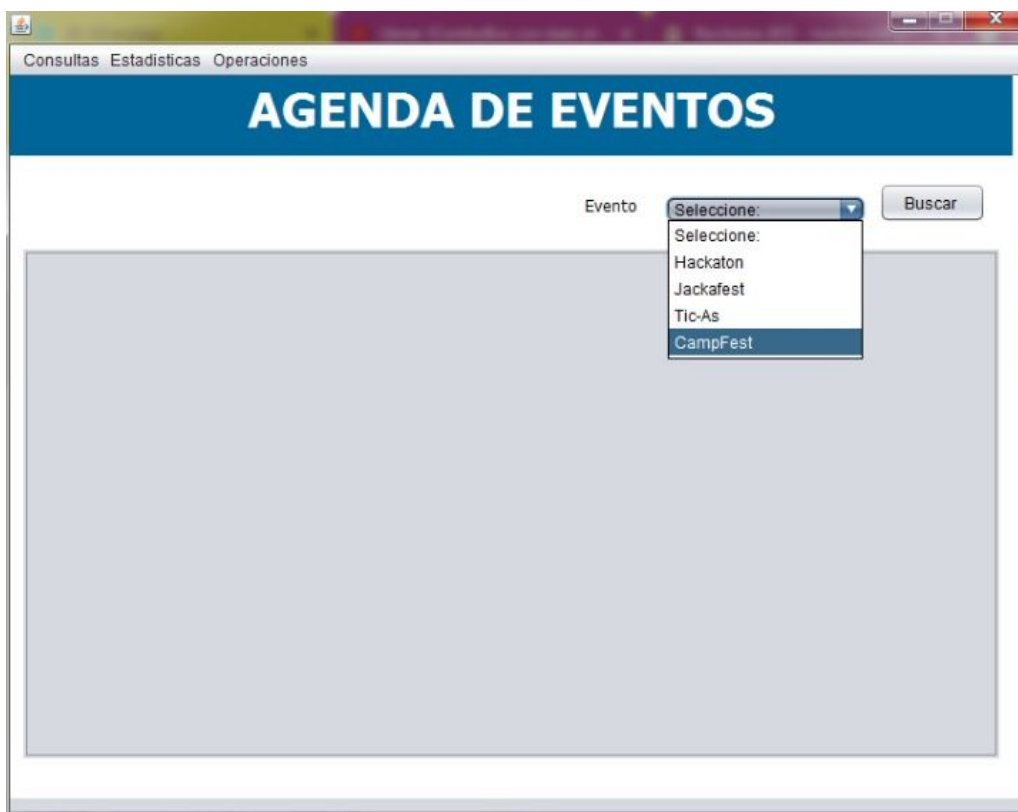 Consultas Estadisticas Operaciones
AGENDA DE EVENTOS
Evento Seleccione: Buscar
Seleccione:
Hackaton
Jackafest
Tic-As
CampFest